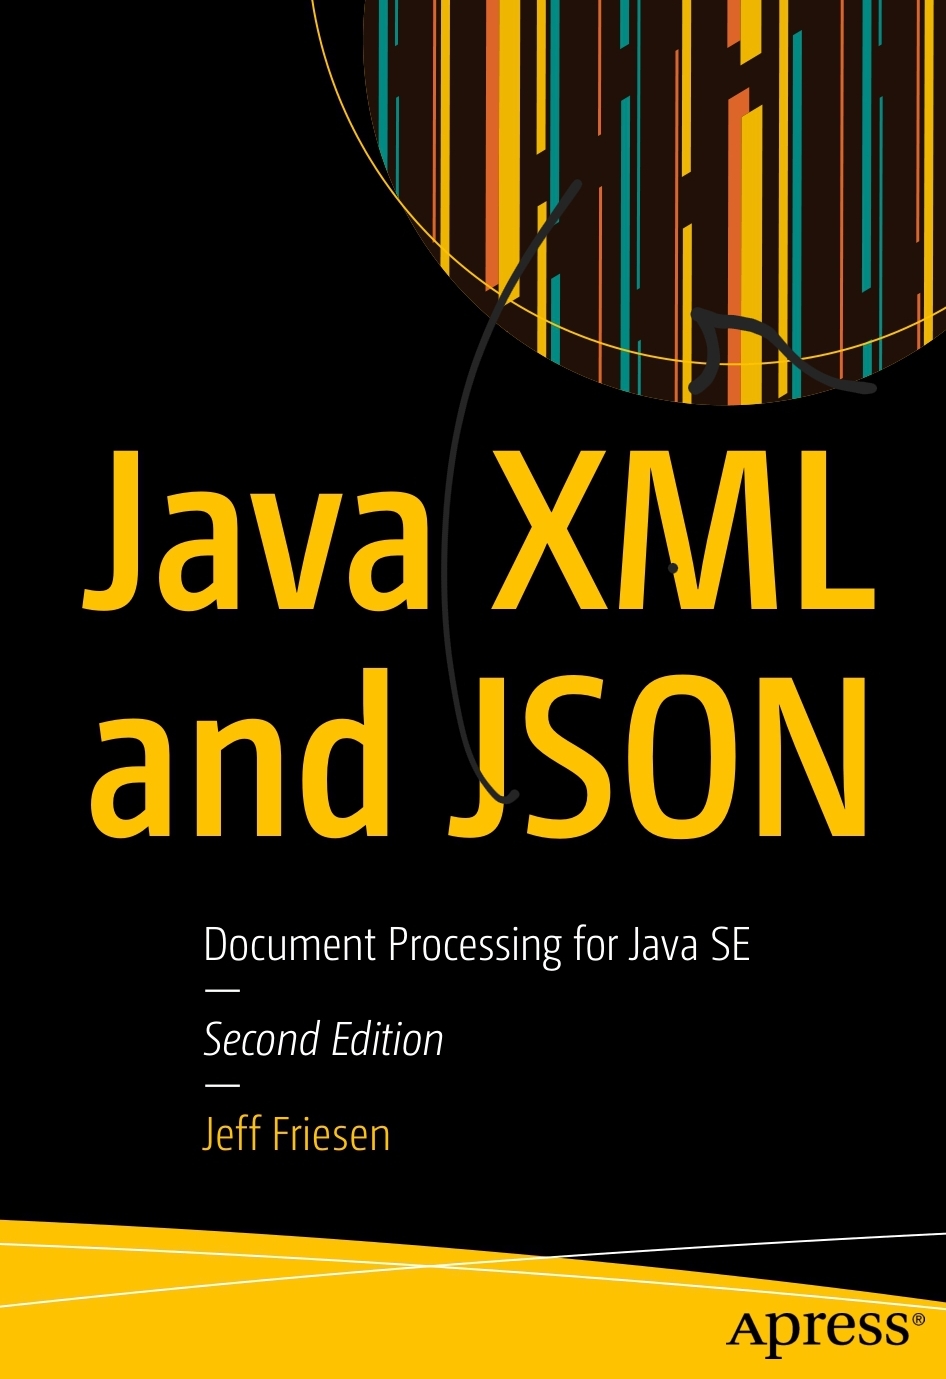 Java XML
and JSON
Document Processing for Java SE
Second Edition
Jeff Friesen
Apress®